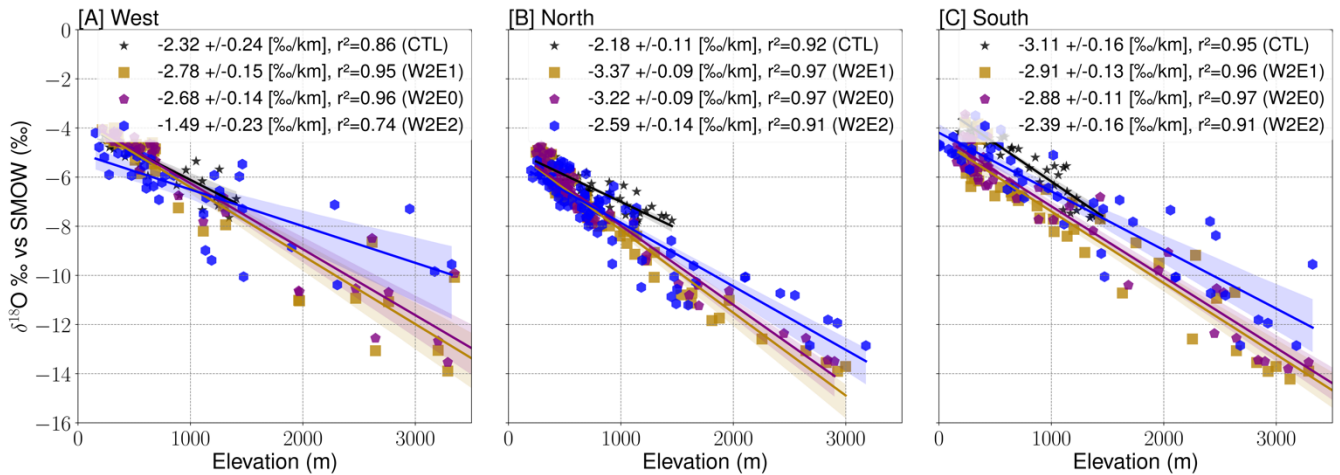 [A] West
-2.32 +/-0.24 [‰/km], r²=0.86 (CTL)
-2.78 +/-0.15 [‰/km], r²=0.95 (W2E1)
-2.68 +/-0.14 [‰/km], r²=0.96 (W2E0)
-1.49 +/-0.23 [‰/km], r²=0.74 (W2E2)
0
−2
−4
−6
−8
−10
−12
−14
−16
δ¹⁸O ‰ vs SMOW (‰)
0 1000 2000 3000
Elevation (m)
[B] North
-2.18 +/-0.11 [‰/km], r²=0.92 (CTL)
-3.37 +/-0.09 [‰/km], r²=0.97 (W2E1)
-3.22 +/-0.09 [‰/km], r²=0.97 (W2E0)
-2.59 +/-0.14 [‰/km], r²=0.91 (W2E2)
0 1000 2000 3000
Elevation (m)
[C] South
-3.11 +/-0.16 [‰/km], r²=0.95 (CTL)
-2.91 +/-0.13 [‰/km], r²=0.96 (W2E1)
-2.88 +/-0.11 [‰/km], r²=0.97 (W2E0)
-2.39 +/-0.16 [‰/km], r²=0.91 (W2E2)
0 1000 2000 3000
Elevation (m)